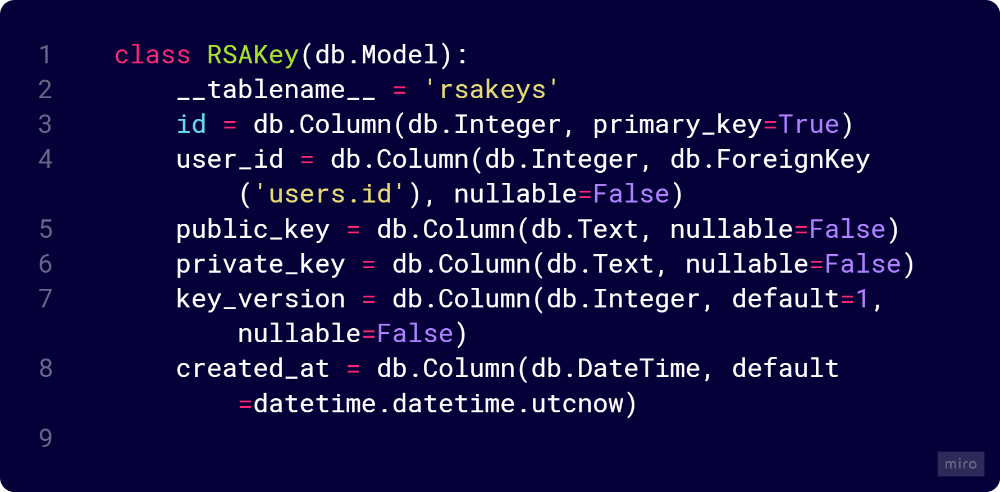 1 class RSAKey(db.Model):
2 __tablename__ = 'rsakeys'
3 id = db.Column(db.Integer, primary_key=True)
4 user_id = db.Column(db.Integer, db.ForeignKey
('users.id'), nullable=False)
5 public_key = db.Column(db.Text, nullable=False)
6 private_key = db.Column(db.Text, nullable=False)
7 key_version = db.Column(db.Integer, default=1,
nullable=False)
8 created_at = db.Column(db.DateTime, default
=datetime.datetime.utcnow)
9
miro